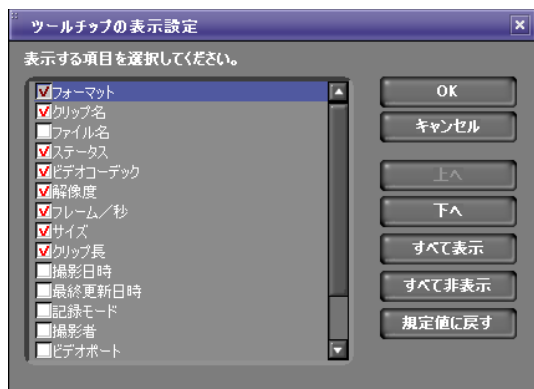 ツールチップの表示設定
表示する項目を選択してください。
フォーマット
クリップ名
ファイル名
ステータス
ビデオコーデック
解像度
フレーム／秒
サイズ
クリップ長
撮影日時
最終更新日時
記録モード
撮影者
ビデオポート
OK
キャンセル
上へ
下へ
すべて表示
すべて非表示
規定値に戻す